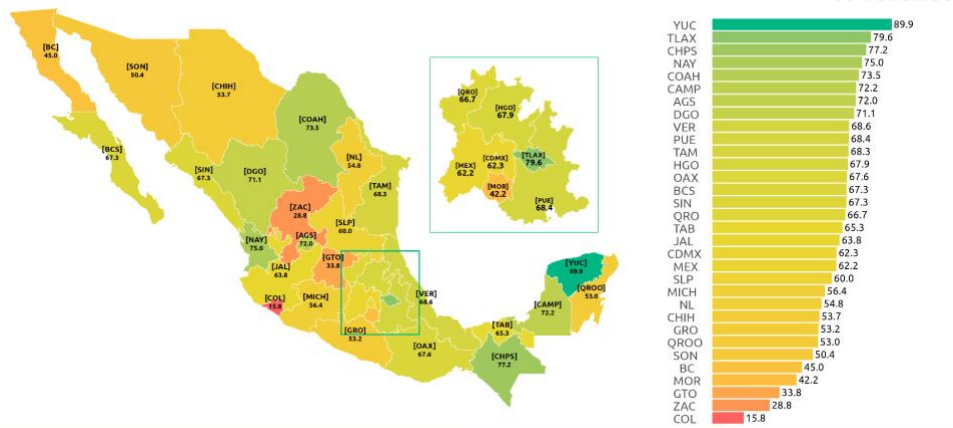 [BC]
45.0
[SON]
50.4
[CHIH]
53.7
[COAH]
73.5
[BCS]
67.3
[SIN]
67.3
[DGO]
71.1
[NL]
54.8
[TAM]
68.3
[ZAC]
28.8
[SLP]
60.0
[AGS]
72.0
[NAY]
75.0
[JAL]
63.8
[GTO]
33.8
[COL]
15.8
[MICH]
56.4
[VER]
68.6
[GRO]
53.2
[OAX]
67.6
[TAB]
65.3
[CHPS]
77.2
[CAMP]
72.2
[YUC]
89.9
[QROO]
53.0
[QRO]
66.7
[HGO]
67.9
[MEX]
62.2
[CDMX]
62.3
[TLAX]
79.6
[MOR]
42.2
[PUE]
68.4
YUC 89.9
TLAX 79.6
CHPS 77.2
NAY 75.0
COAH 73.5
CAMP 72.2
AGS 72.0
DGO 71.1
VER 68.6
PUE 68.4
TAM 68.3
HGO 67.9
OAX 67.6
BCS 67.3
SIN 67.3
QRO 66.7
TAB 65.3
JAL 63.8
CDMX 62.3
MEX 62.2
SLP 60.0
MICH 56.4
NL 54.8
CHIH 53.7
GRO 53.2
QROO 53.0
SON 50.4
BC 45.0
MOR 42.2
GTO 33.8
ZAC 28.8
COL 15.8